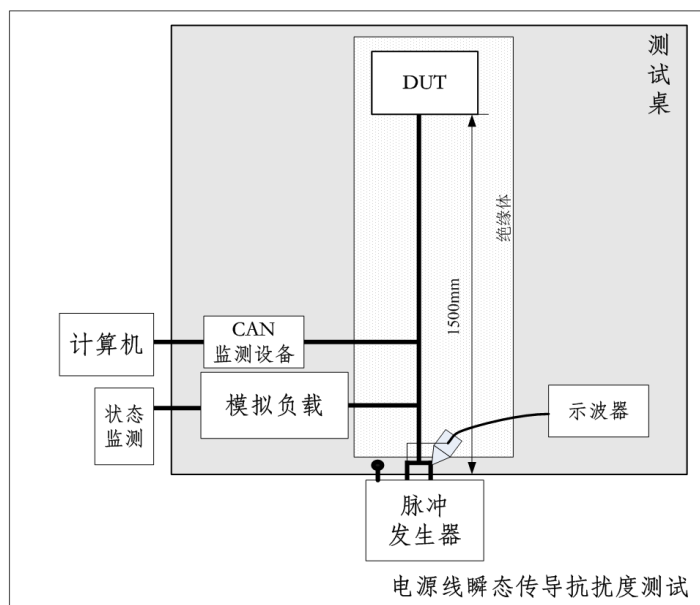 测试桌
DUT
绝缘体
1500mm
计算机
CAN
监测设备
状态
监测
模拟负载
示波器
脉冲
发生器
电源线瞬态传导抗扰度测试